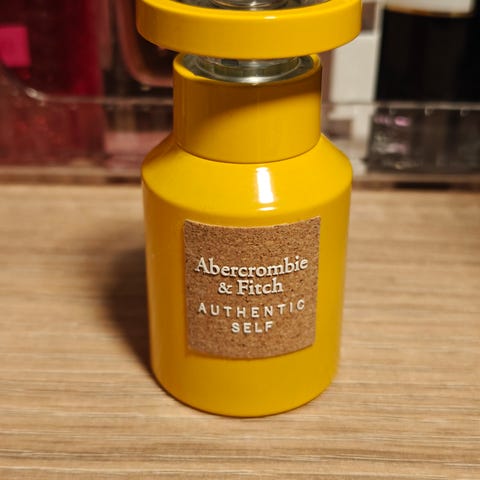 Abercrombie
& Fitch
AUTHENTIC
SELF